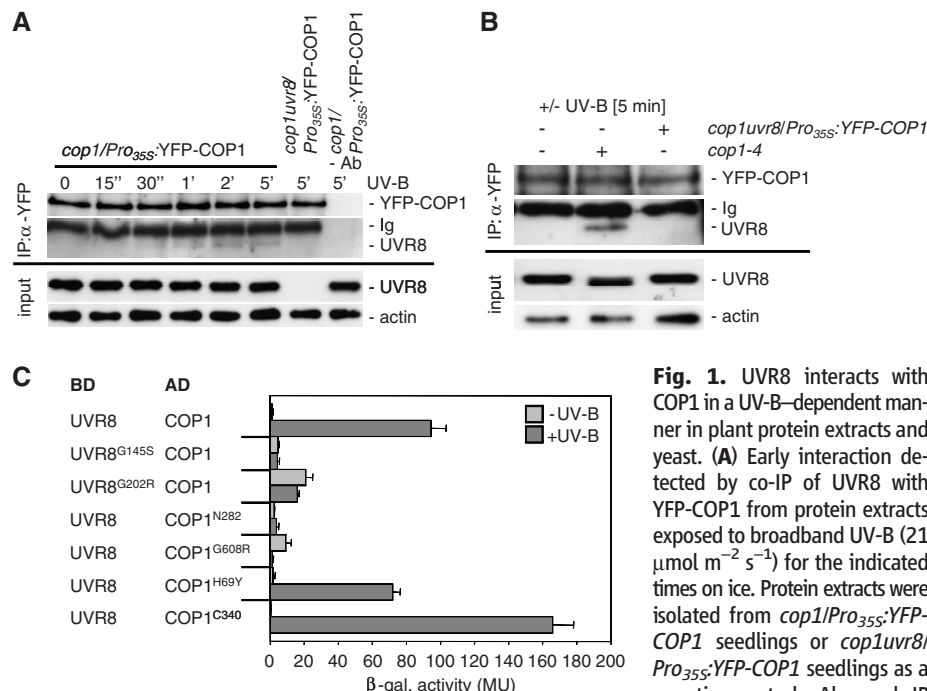 A
cop1/Pro35S:YFP-COP1
cop1uvr8/
Pro35S:YFP-COP1
cop1/
Pro35S:YFP-COP1
- Ab
0 15'' 30'' 1' 2' 5' 5' 5' UV-B
IP: α-YFP
- YFP-COP1
- Ig
- UVR8
input
- UVR8
- actin
B
+/- UV-B [5 min]
- - + cop1uvr8/Pro35S:YFP-COP1
- + - cop1-4
IP: α-YFP
- YFP-COP1
- Ig
- UVR8
input
- UVR8
- actin
C
BD AD
UVR8 COP1
UVR8G145S COP1
UVR8G202R COP1
UVR8 COP1N282
UVR8 COP1G608R
UVR8 COP1H69Y
UVR8 COP1C340
- UV-B
+UV-B
0 20 40 60 80 100 120 140 160 180 200
β-gal. activity (MU)
Fig. 1. UVR8 interacts with
COP1 in a UV-B–dependent man-
ner in plant protein extracts and
yeast. (A) Early interaction de-
tected by co-IP of UVR8 with
YFP-COP1 from protein extracts
exposed to broadband UV-B (21
μmol m−2 s−1) for the indicated
times on ice. Protein extracts were
isolated from cop1/Pro35S:YFP-
COP1 seedlings or cop1uvr8/
Pro35S:YFP-COP1 seedlings as a